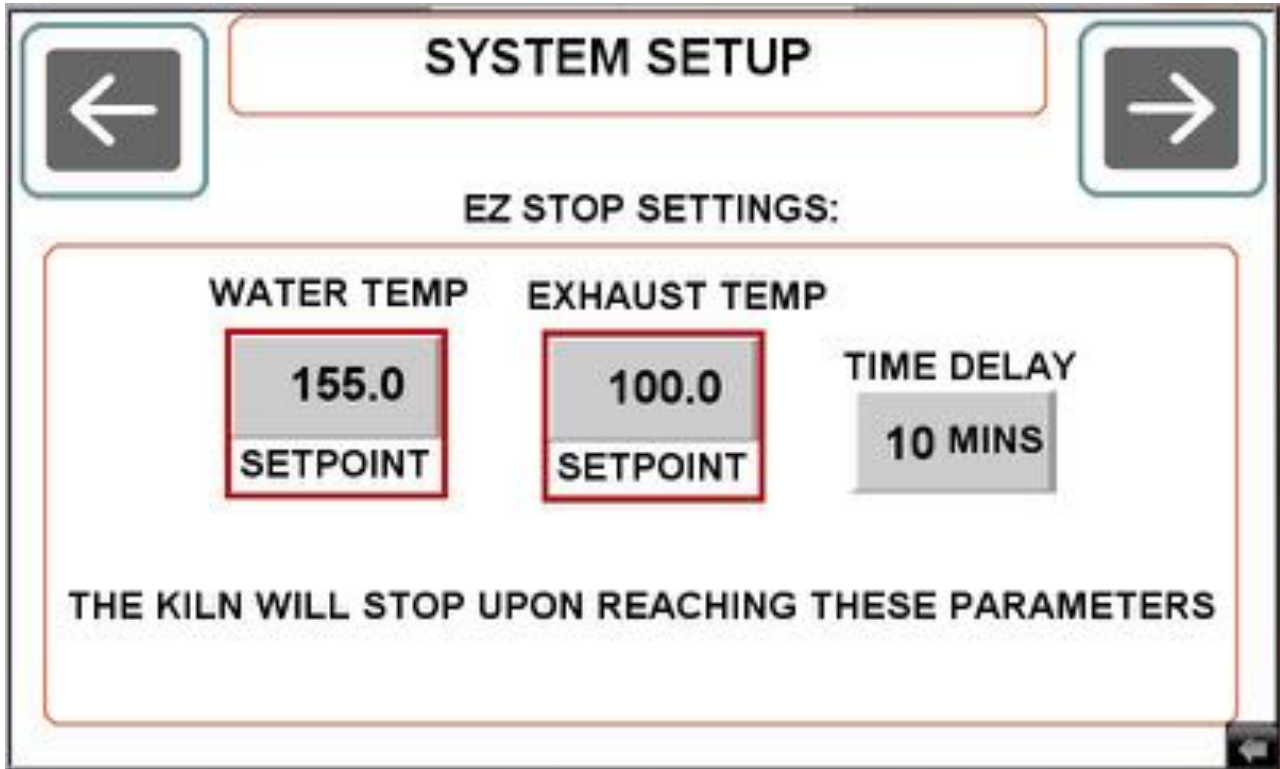 SYSTEM SETUP
EZ STOP SETTINGS:
WATER TEMP
155.0
SETPOINT
EXHAUST TEMP
100.0
SETPOINT
TIME DELAY
10 MINS
THE KILN WILL STOP UPON REACHING THESE PARAMETERS